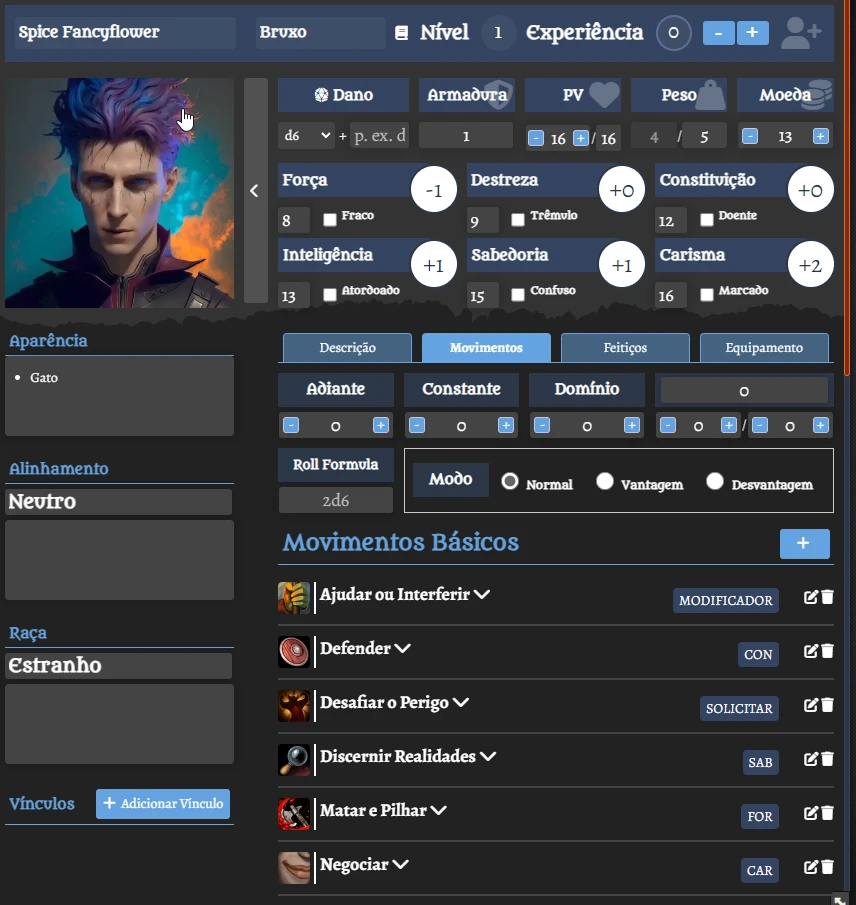 Spice Fancyflower Bruxo Nível 1 Experiência 0 - +
Dano Armadura PV Peso Moeda
d6 + p. ex. d 1 - 16 + / 16 4 / 5 - 13 +
Força -1 Destreza +0 Constituição +0
8 Fraco 9 Trêmulo 12 Doente
Inteligência +1 Sabedoria +1 Carisma +2
13 Atordoado 15 Confuso 16 Marcado
Aparência
• Gato
Alinhamento
Neutro
Raça
Estranho
Vínculos + Adicionar Vínculo
Descrição Movimentos Feitiços Equipamento
Adiante Constante Domínio 0
- 0 + - 0 + - 0 + - 0 + / - 0 +
Roll Formula
2d6
Modo Normal Vantagem Desvantagem
Movimentos Básicos +
Ajudar ou Interferir MODIFICADOR
Defender CON
Desafiar o Perigo SOLICITAR
Discernir Realidades SAB
Matar e Pilhar FOR
Negociar CAR